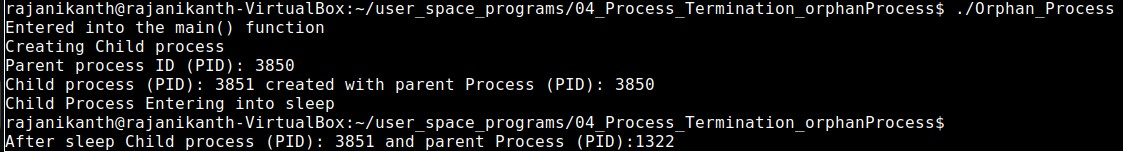 rajanikanth@rajanikanth-VirtualBox:~/user_space_programs/04_Process_Termination_orphanProcess$ ./Orphan_Process
Entered into the main() function
Creating Child process
Parent process ID (PID): 3850
Child process (PID): 3851 created with parent Process (PID): 3850
Child Process Entering into sleep
rajanikanth@rajanikanth-VirtualBox:~/user_space_programs/04_Process_Termination_orphanProcess$
After sleep Child process (PID): 3851 and parent Process (PID):1322